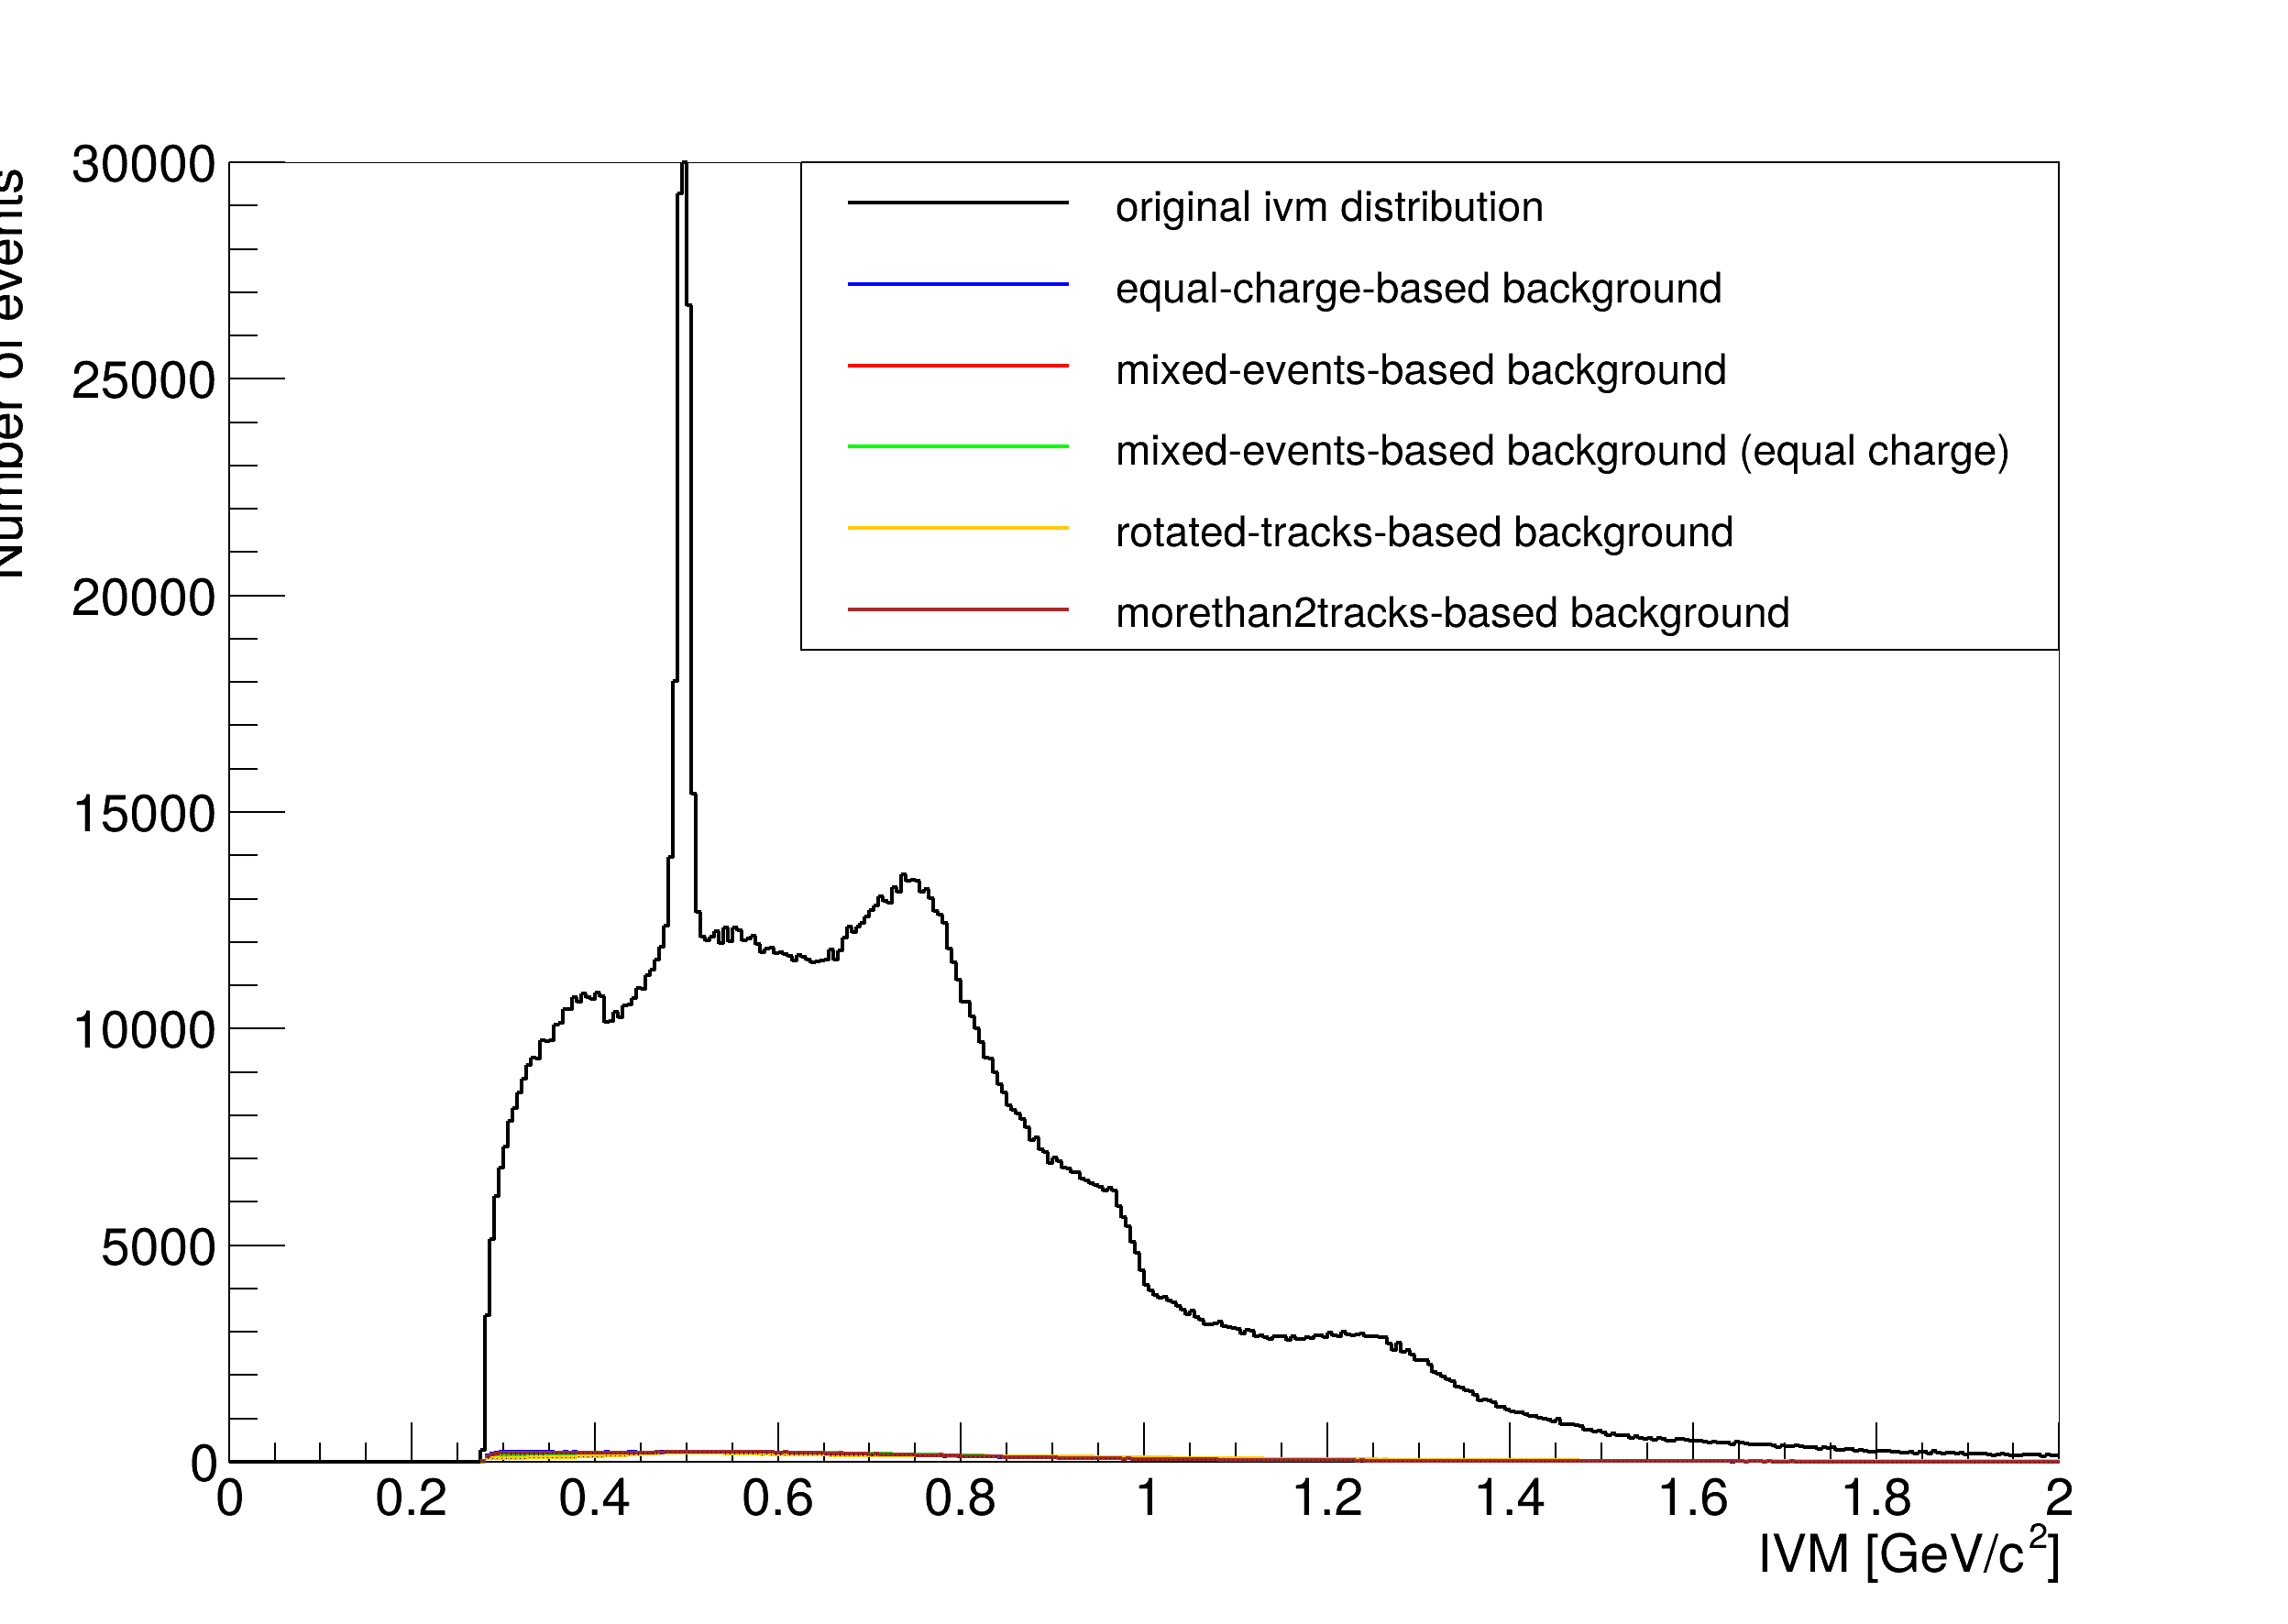 Number of events
30000
25000
20000
15000
10000
5000
0
original ivm distribution
equal-charge-based background
mixed-events-based background
mixed-events-based background (equal charge)
rotated-tracks-based background
morethan2tracks-based background
0 0.2 0.4 0.6 0.8 1 1.2 1.4 1.6 1.8 2
IVM [GeV/c²]